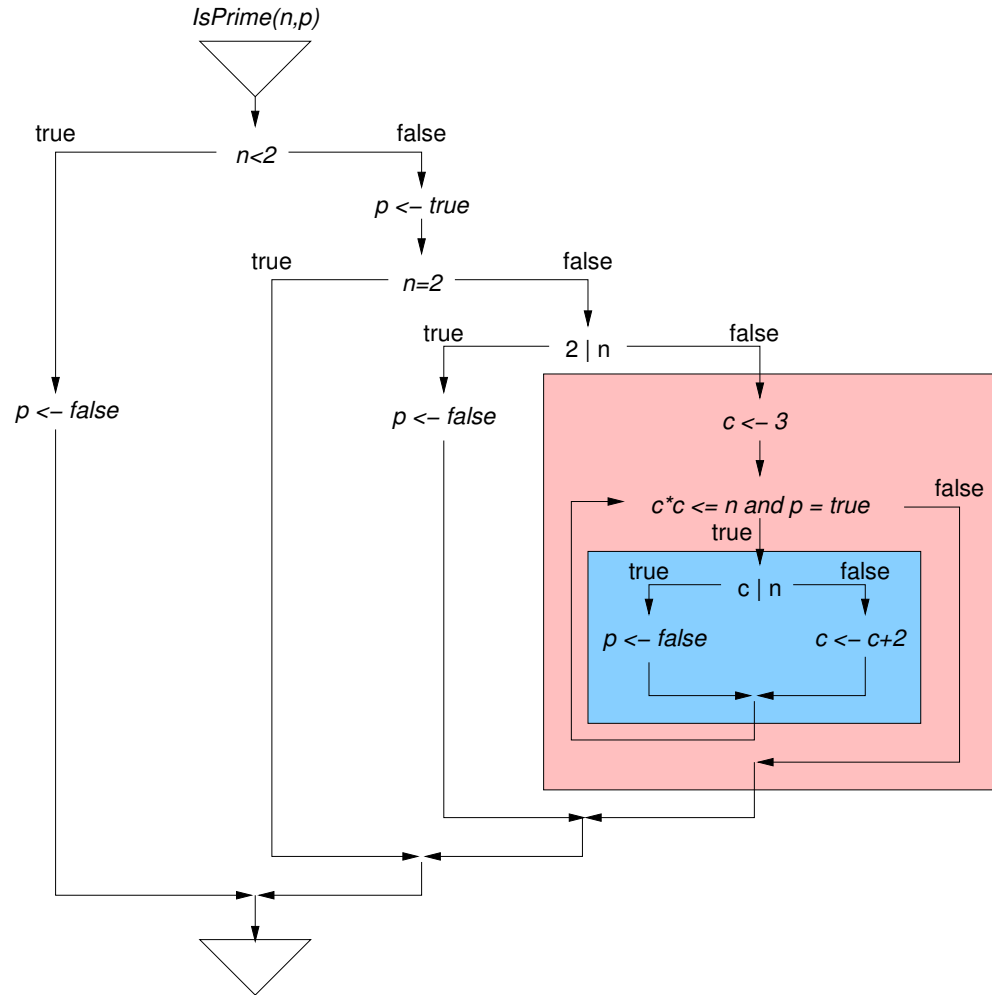 IsPrime(n,p)
true
false
n<2
p <– true
true
false
n=2
true
false
2 | n
p <– false
p <– false
c <– 3
false
c*c <= n and p = true
true
true
false
c | n
p <– false
c <– c+2